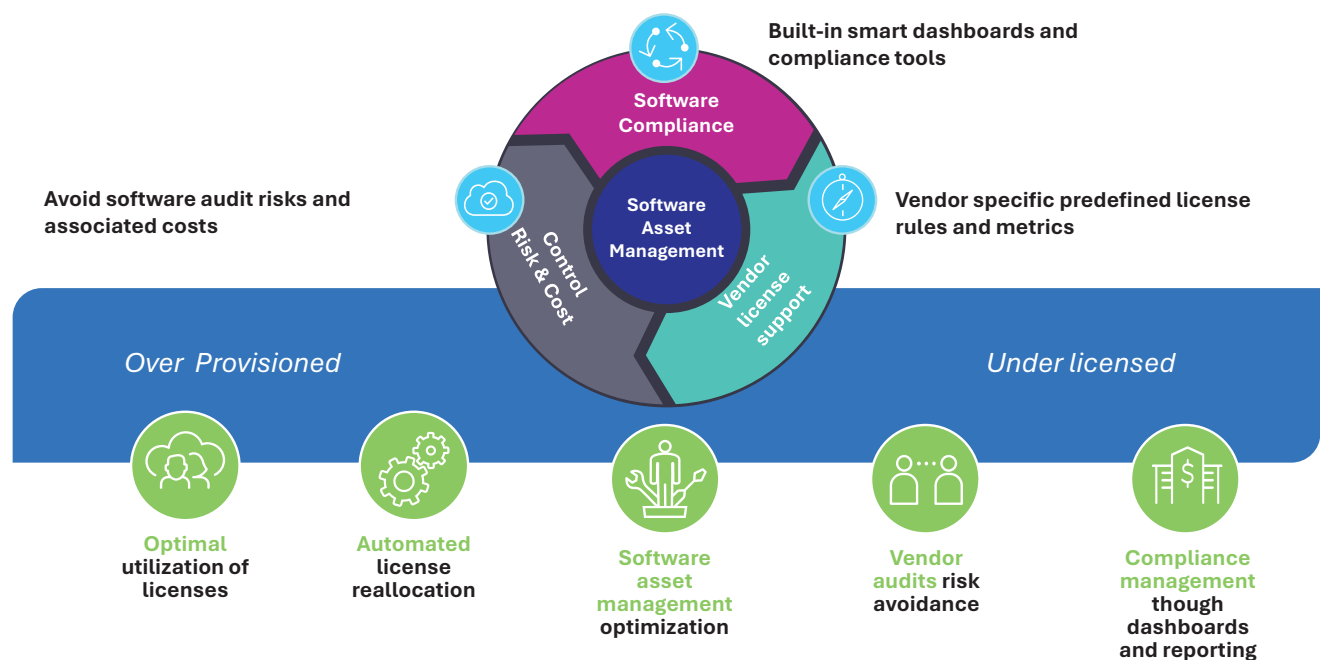 Built-in smart dashboards and
compliance tools
Software
Compliance
Avoid software audit risks and
associated costs
Software
Asset
Management
Vendor specific predefined license
rules and metrics
Control
Risk & Cost
Vendor
license
support
Over Provisioned
Under licensed
Optimal
utilization of
licenses
Automated
license
reallocation
Software
asset
management
optimization
Vendor
audits risk
avoidance
Compliance
management
though
dashboards
and reporting